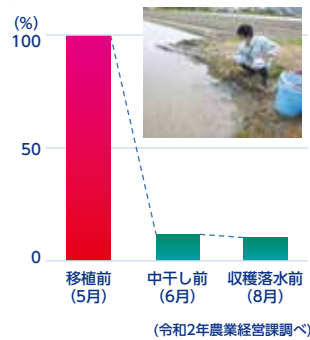 (%)
100
50
0
移植前
(5月)
中干し前
(6月)
収穫落水前
(8月)
(令和2年農業経営課調べ)